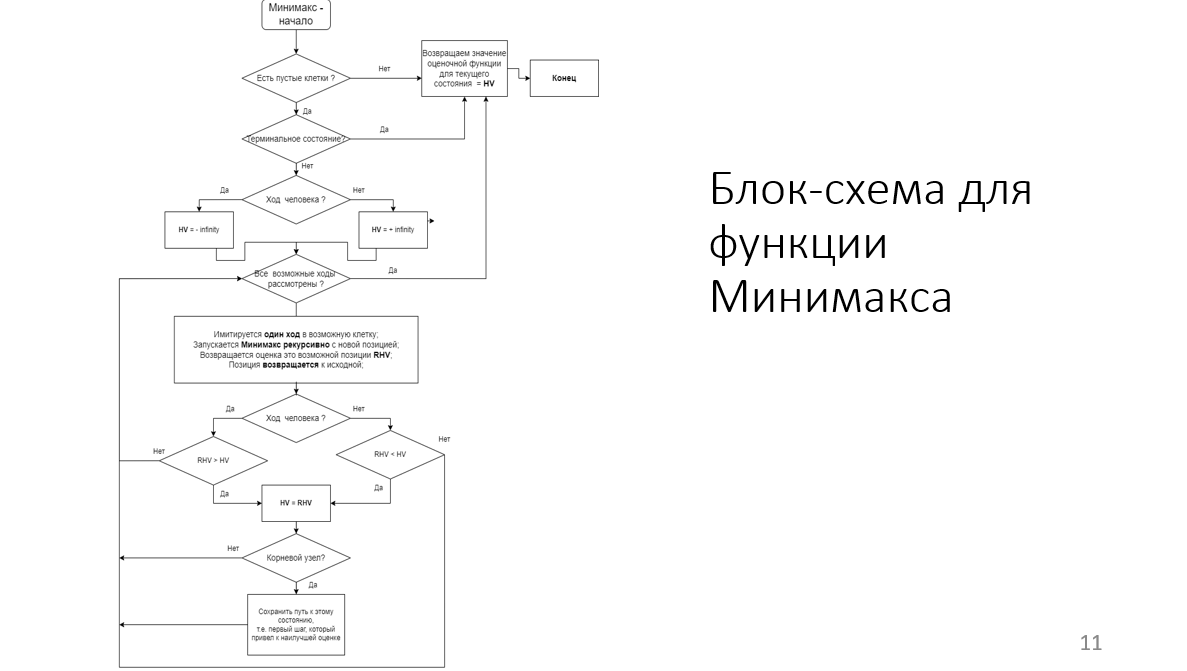 Минимакс -
начало
Есть пустые клетки ?
Нет
Возвращаем значение
оценочной функции
для текущего
состояния = HV
Конец
Да
Терминальное состояние?
Да
Нет
Ход человека ?
Да
Нет
HV = - infinity
HV = + infinity
Все возможные ходы
рассмотрены ?
Да
Имитируется один ход в возможную клетку;
Запускается Минимакс рекурсивно с новой позицией;
Возвращается оценка это возможной позиции RHV;
Позиция возвращается к исходной;
Ход человека ?
Да
Нет
RHV > HV
Нет
RHV < HV
Нет
Да
Да
HV = RHV
Корневой узел?
Нет
Да
Сохранить путь к этому
состоянию,
т.е. первый шаг, который
привел к наилучшей оценке
Блок-схема для
функции
Минимакса
11